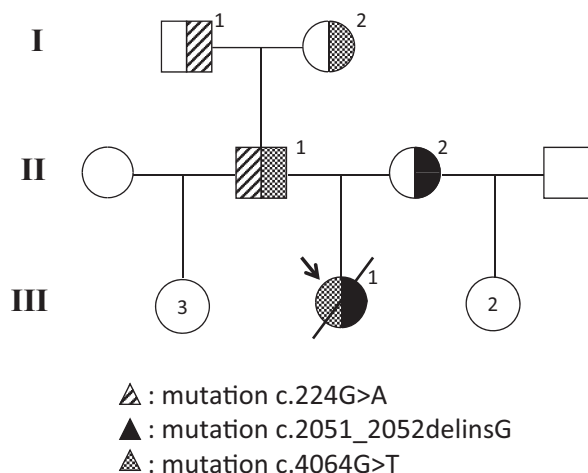 I 1 2
II 1 2
III 3 1 2
: mutation c.224G>A
: mutation c.2051_2052delinsG
: mutation c.4064G>T